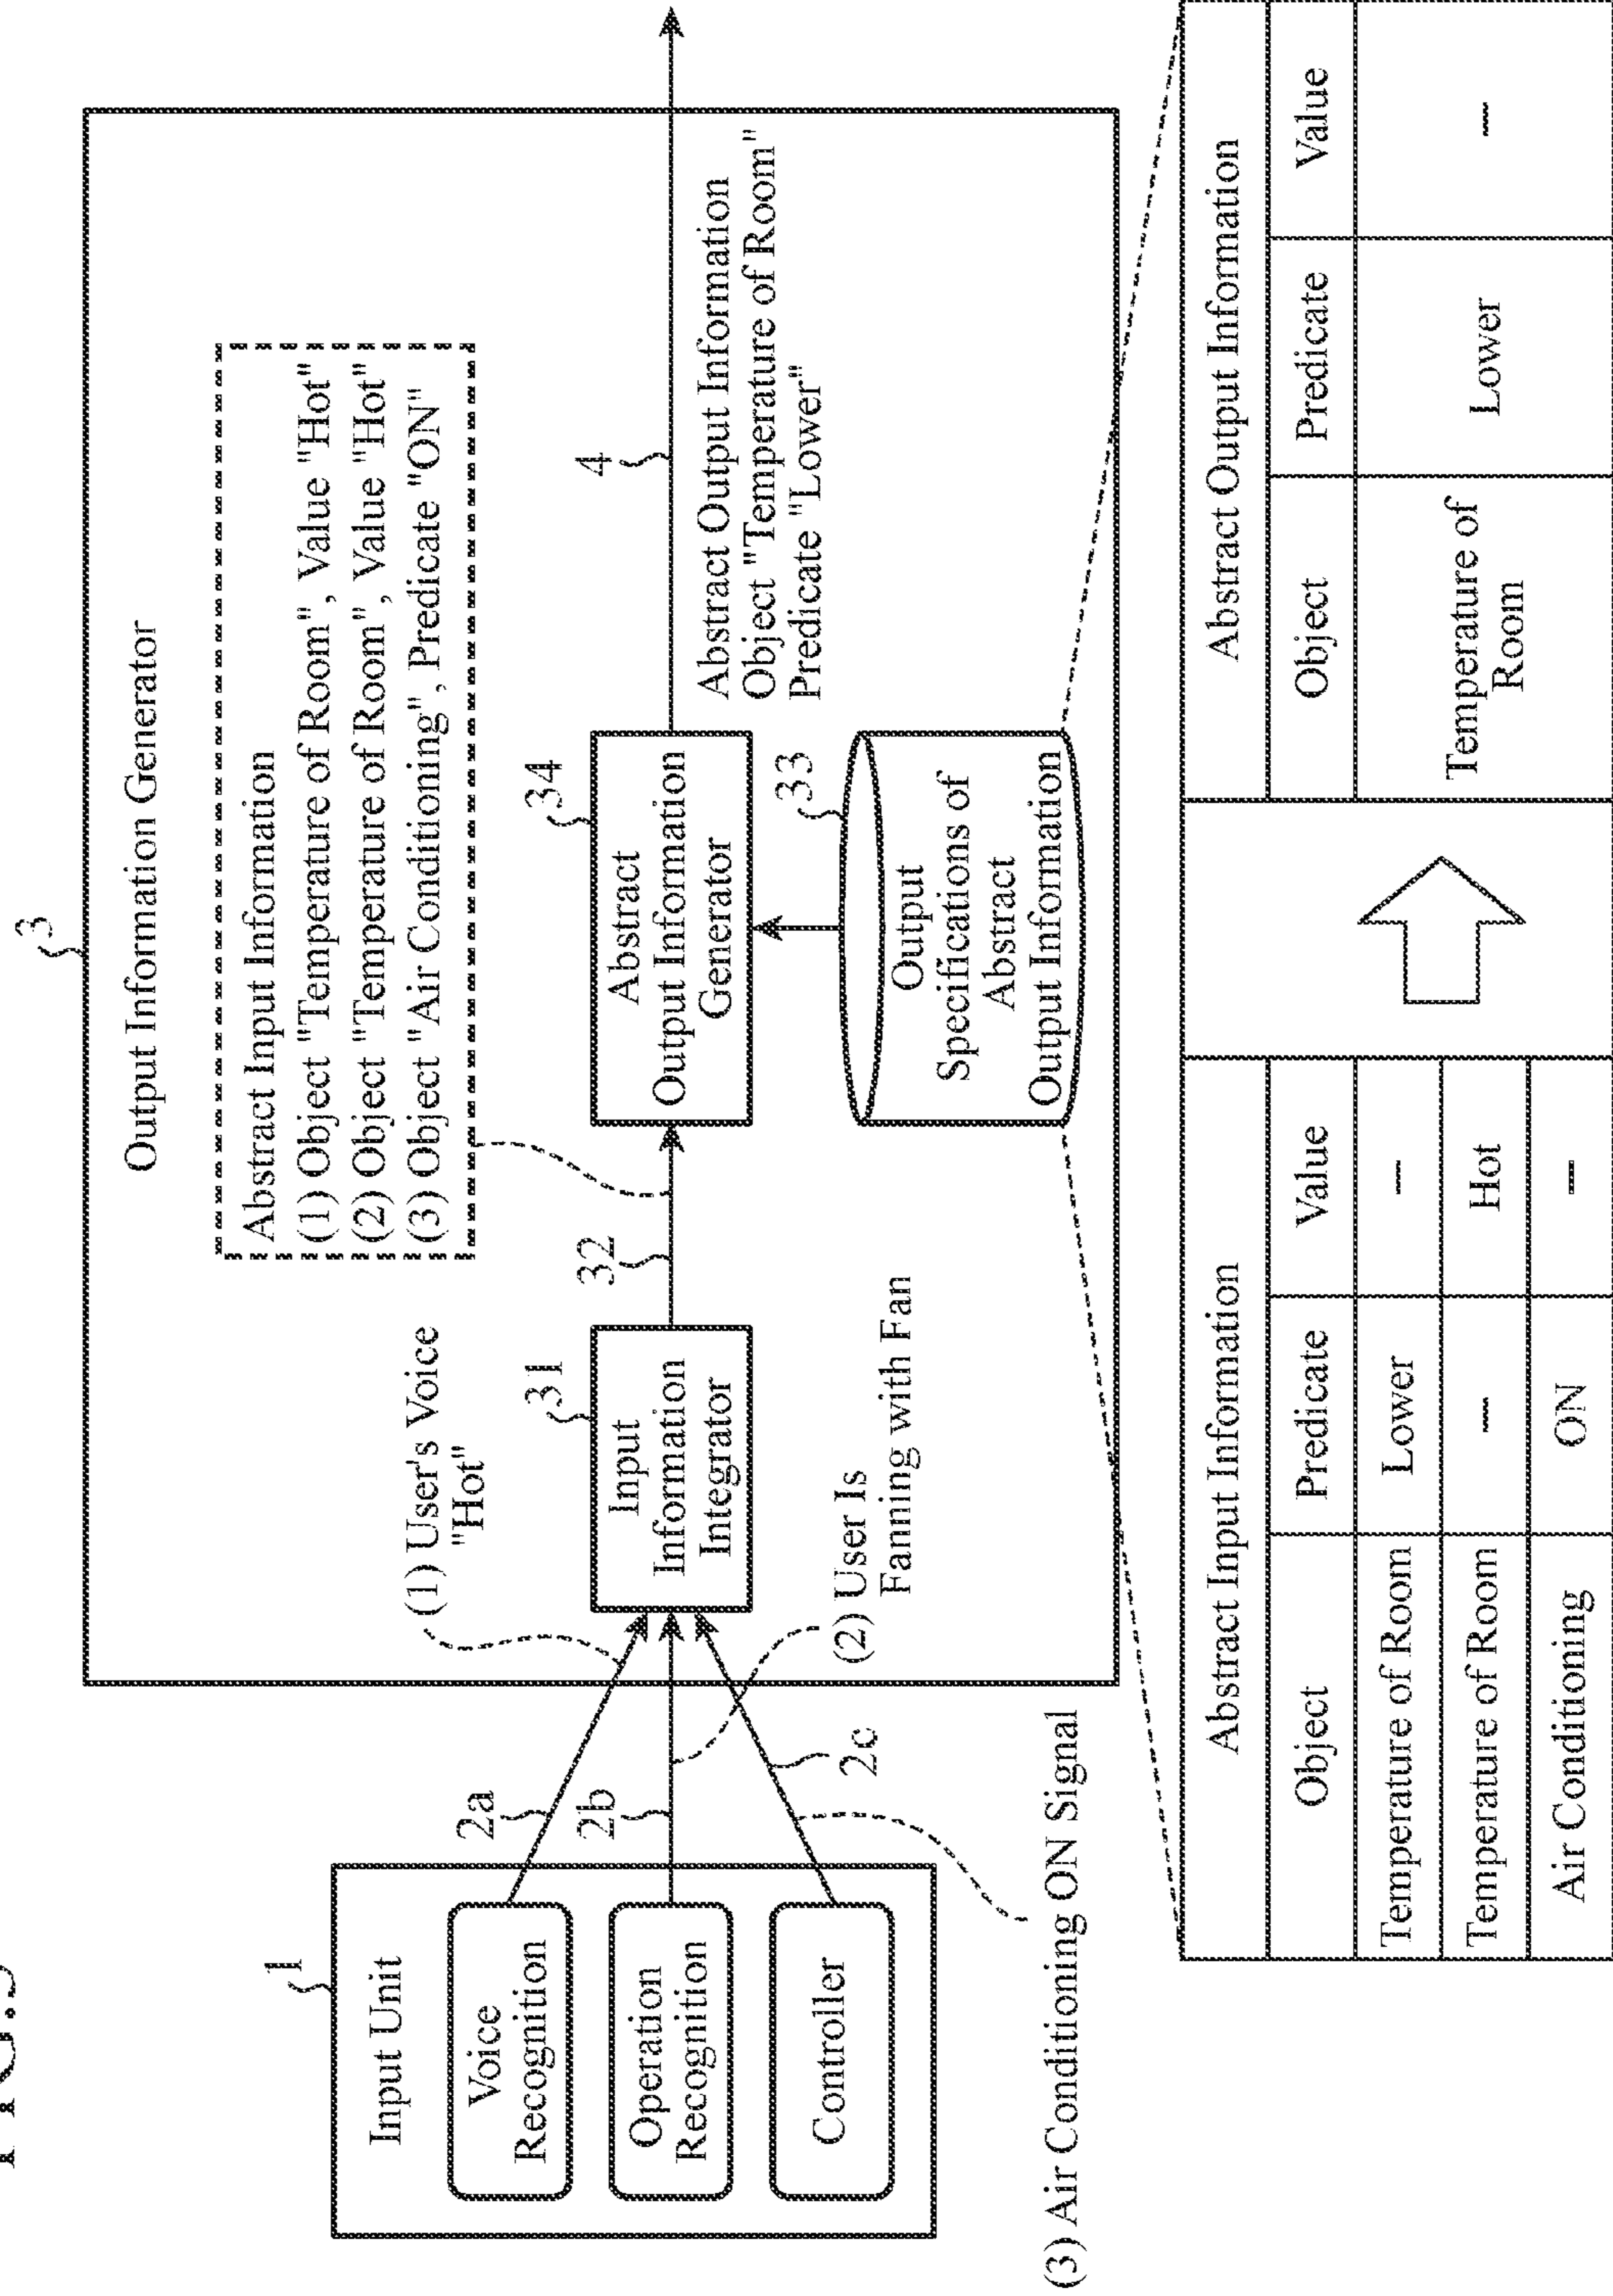 3
Output Information Generator
Abstract Input Information
(1) Object "Temperature of Room", Value "Hot"
(2) Object "Temperature of Room", Value "Hot"
(3) Object "Air Conditioning", Predicate "ON"
1
Input Unit
Voice
Recognition
Operation
Recognition
Controller
2a
2b
2c
(1) User's Voice
"Hot"
(2) User Is
Fanning with Fan
(3) Air Conditioning ON Signal
31
Input
Information
Integrator
32
34
Abstract
Output Information
Generator
33
Output
Specifications of
Abstract
Output Information
4
Abstract Output Information
Object "Temperature of Room"
Predicate "Lower"
Abstract Input Information
Abstract Output Information
Object
Predicate
Value
Object
Predicate
Value
Temperature of Room
Lower
–
Temperature of Room
–
Hot
Air Conditioning
ON
–
Temperature of
Room
Lower
–